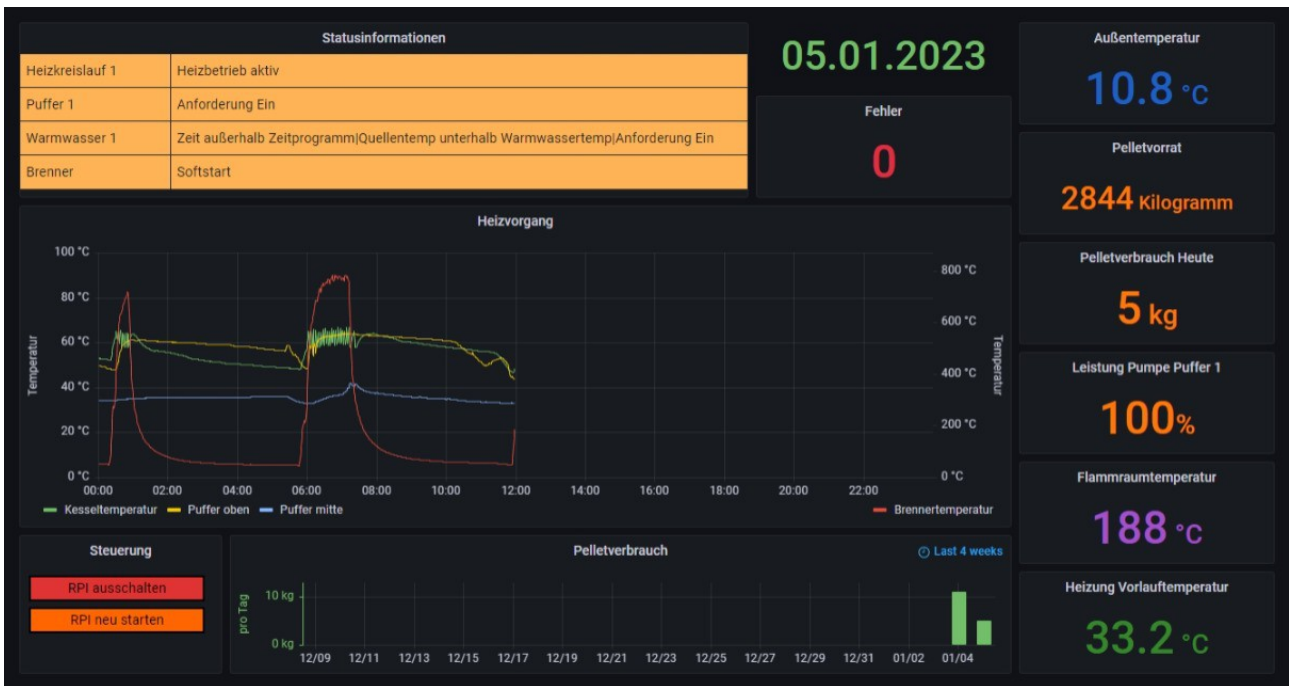 Statusinformationen
Heizkreislauf 1 Heizbetrieb aktiv
Puffer 1 Anforderung Ein
Warmwasser 1 Zeit außerhalb Zeitprogramm|Quellentemp unterhalb Warmwassertemp|Anforderung Ein
Brenner Softstart
05.01.2023
Fehler
0
Außentemperatur
10.8 °C
Pelletvorrat
2844 Kilogramm
Pelletverbrauch Heute
5 kg
Leistung Pumpe Puffer 1
100%
Flammraumtemperatur
188 °C
Heizung Vorlauftemperatur
33.2 °C
Heizvorgang
Temperatur
100 °C
80 °C
60 °C
40 °C
20 °C
0 °C
800 °C
600 °C
400 °C
200 °C
0 °C
Temperatur
00:00 02:00 04:00 06:00 08:00 10:00 12:00 14:00 16:00 18:00 20:00 22:00
Kesseltemperatur Puffer oben Puffer mitte Brennertemperatur
Steuerung
RPI ausschalten
RPI neu starten
Pelletverbrauch
Last 4 weeks
pro Tag
10 kg
0 kg
12/09 12/11 12/13 12/15 12/17 12/19 12/21 12/23 12/25 12/27 12/29 12/31 01/02 01/04